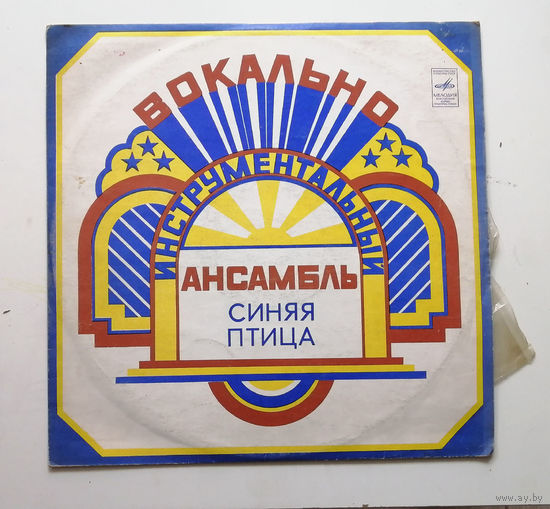 ВОКАЛЬНО
ИНСТРУМЕНТАЛЬНЫЙ
АНСАМБЛЬ
СИНЯЯ
ПТИЦА
МЕЛОДИЯ
www.ay.by